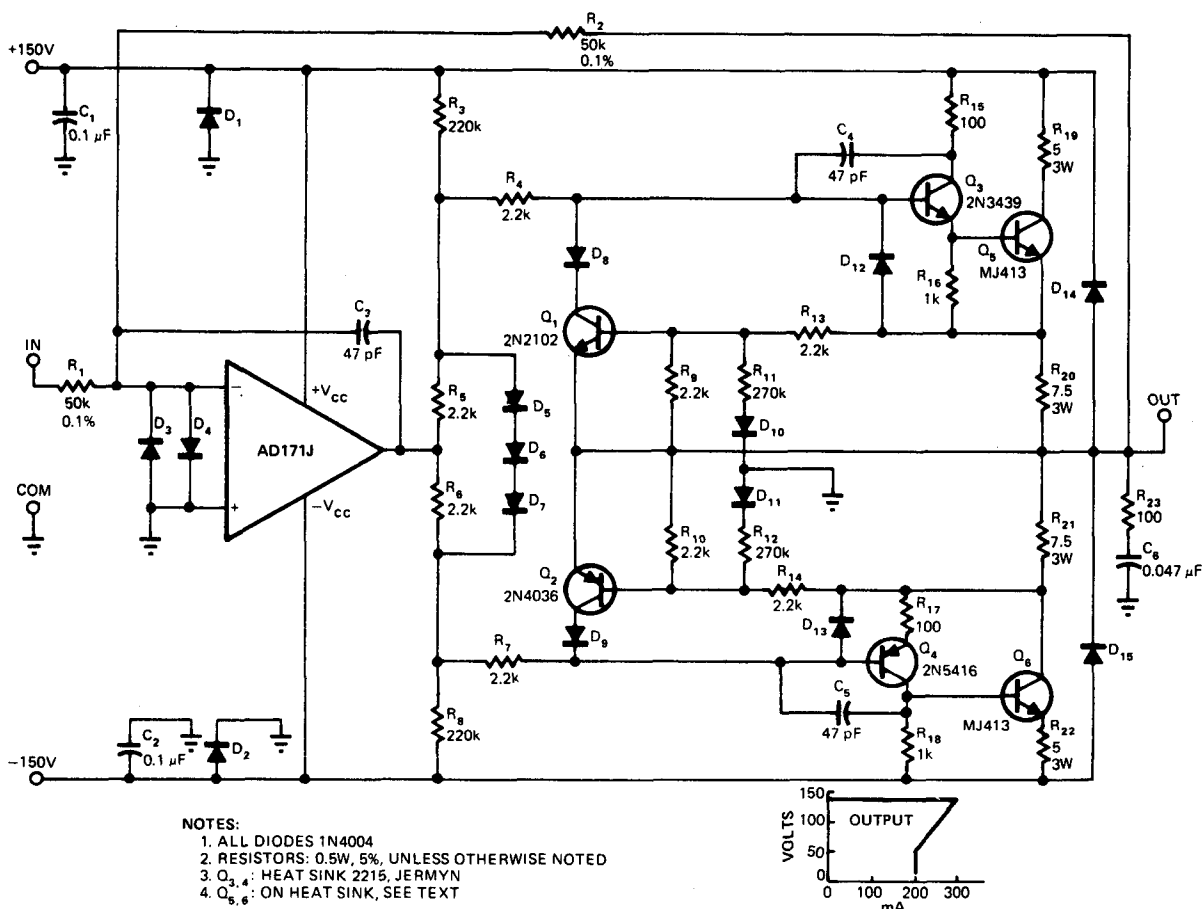 R2
50k
0.1%
+150V
C1
0.1 µF
D1
R3
220k
R15
100
R19
5
3W
C4
47 pF
R4
2.2k
Q3
2N3439
D8
D12
Q5
MJ413
R16
1k
D14
C3
47 pF
Q1
2N2102
R13
2.2k
IN
R1
50k
0.1%
D3
D4
−
+VCC
AD171J
−VCC
+
R5
2.2k
D5
D6
R6
2.2k
D7
R9
2.2k
R11
270k
D10
R20
7.5
3W
OUT
COM
D11
R10
2.2k
R12
270k
R21
7.5
3W
R23
100
C6
0.047 µF
Q2
2N4036
R14
2.2k
D13
R17
100
D9
R7
2.2k
Q4
2N5416
Q6
MJ413
D15
C5
47 pF
R18
1k
R22
5
3W
R8
220k
C2
0.1 µF
D2
−150V
NOTES:
1. ALL DIODES 1N4004
2. RESISTORS: 0.5W, 5%, UNLESS OTHERWISE NOTED
3. Q3,4: HEAT SINK 2215, JERMYN
4. Q5,6: ON HEAT SINK, SEE TEXT
VOLTS
150
100
50
0
OUTPUT
0 100 200 300
mA